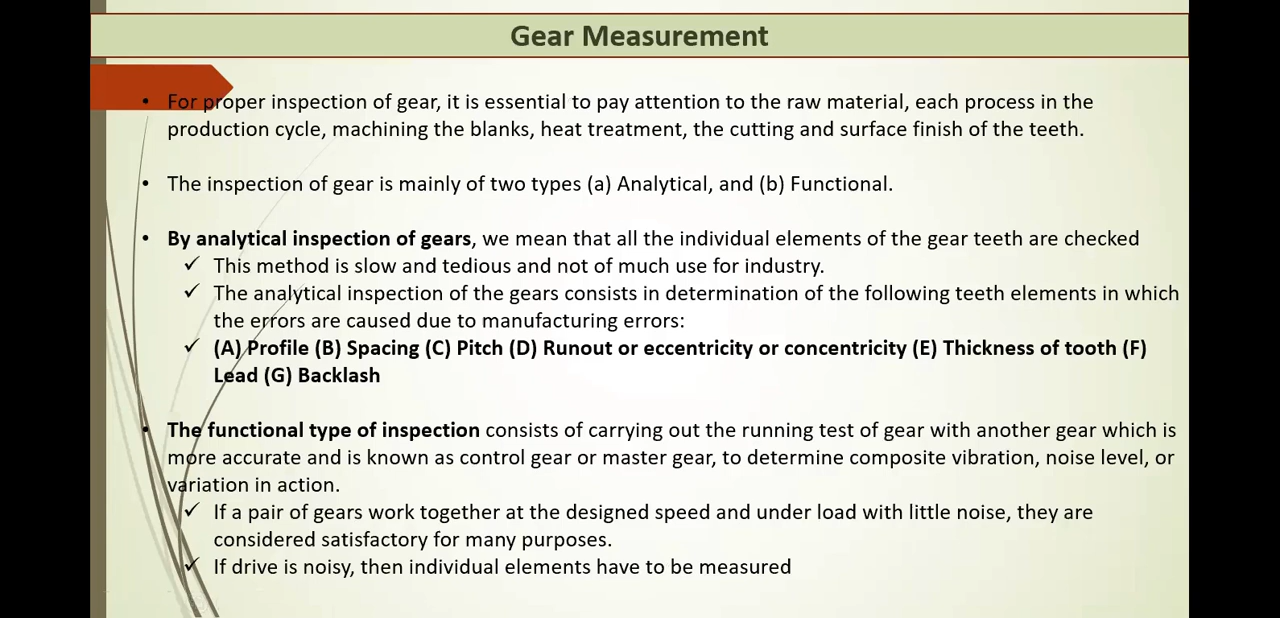 Gear Measurement
• For proper inspection of gear, it is essential to pay attention to the raw material, each process in the
production cycle, machining the blanks, heat treatment, the cutting and surface finish of the teeth.
• The inspection of gear is mainly of two types (a) Analytical, and (b) Functional.
• By analytical inspection of gears, we mean that all the individual elements of the gear teeth are checked
✓ This method is slow and tedious and not of much use for industry.
✓ The analytical inspection of the gears consists in determination of the following teeth elements in which
the errors are caused due to manufacturing errors:
✓ (A) Profile (B) Spacing (C) Pitch (D) Runout or eccentricity or concentricity (E) Thickness of tooth (F)
Lead (G) Backlash
• The functional type of inspection consists of carrying out the running test of gear with another gear which is
more accurate and is known as control gear or master gear, to determine composite vibration, noise level, or
variation in action.
✓ If a pair of gears work together at the designed speed and under load with little noise, they are
considered satisfactory for many purposes.
✓ If drive is noisy, then individual elements have to be measured